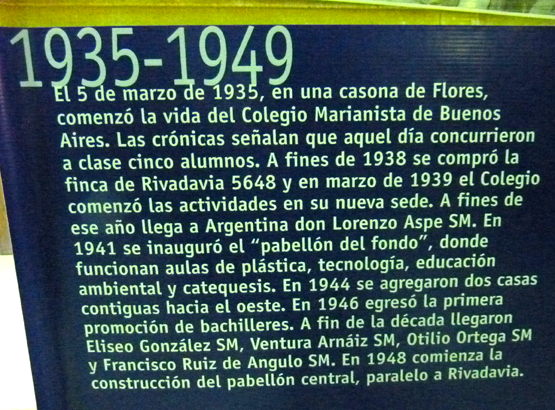 1935-1949
El 5 de marzo de 1935, en una casona de Flores,
comenzó la vida del Colegio Marianista de Buenos
Aires. Las crónicas señalan que aquel día concurrieron
a clase cinco alumnos. A fines de 1938 se compró la
finca de Rivadavia 5648 y en marzo de 1939 el Colegio
comenzó las actividades en su nueva sede. A fines de
ese año llega a Argentina don Lorenzo Aspe SM. En
1941 se inauguró el “pabellón del fondo”, donde
funcionan aulas de plástica, tecnología, educación
ambiental y catequesis. En 1944 se agregaron dos casas
contiguas hacia el oeste. En 1946 egresó la primera
promoción de bachilleres. A fin de la década llegaron
Eliseo González SM, Ventura Arnáiz SM, Otilio Ortega SM
y Francisco Ruiz de Angulo SM. En 1948 comienza la
construcción del pabellón central, paralelo a Rivadavia.